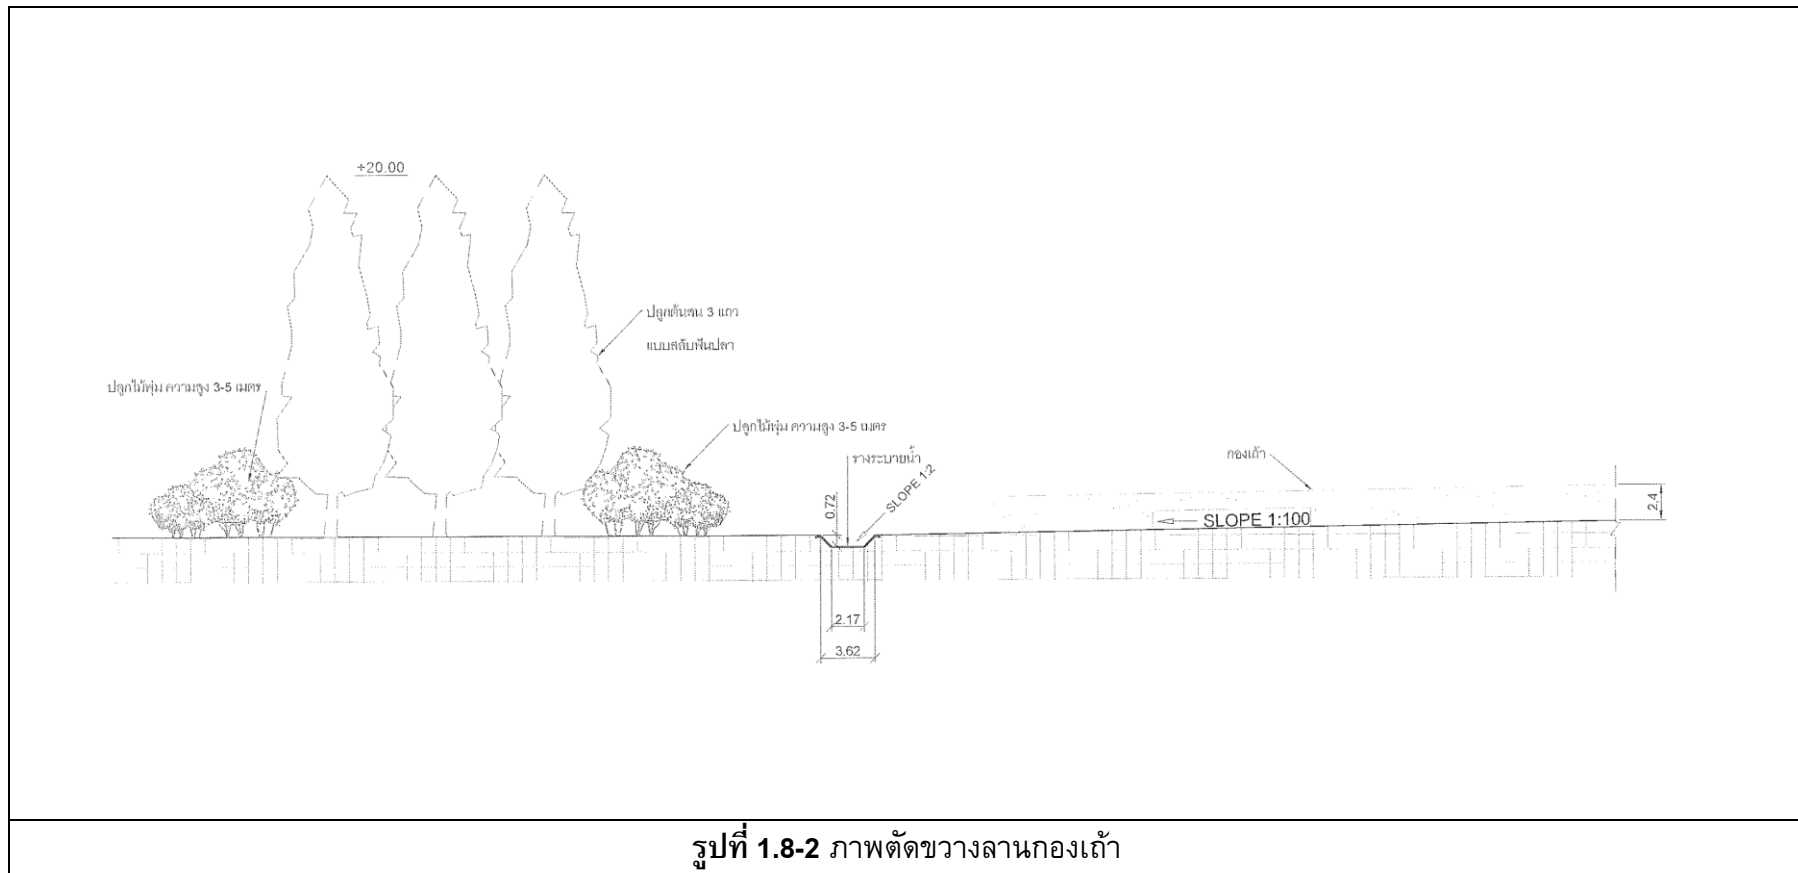 +20.00
ปลูกต้นสน 3 แถว
แบบสลับฟันปลา
ปลูกไม้พุ่ม ความสูง 3-5 เมตร
ปลูกไม้พุ่ม ความสูง 3-5 เมตร
รางระบายน้ำ
SLOPE 1:2
0.72
กองเถ้า
SLOPE 1:100
2.4
2.17
3.62
รูปที่ 1.8-2 ภาพตัดขวางลานกองเถ้า